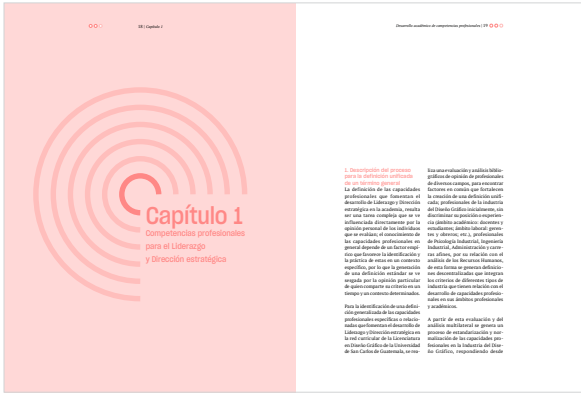 38 | Capítulo 1
Capítulo 1
Competencias profesionales
para el Liderazgo
y Dirección estratégica
Desarrollo académico de competencias profesionales | 39
1. Descripción del proceso
para la definición unificada
de un término general
La definición de las capacidades
profesionales que fomentan el
desarrollo de Liderazgo y Dirección
estratégica en la academia, resulta
ser una tarea compleja que se ve
influenciada directamente por la
opinión personal de los individuos
que se evalúan; el conocimiento de
las capacidades profesionales en
general depende de un factor empí-
rico que favorece la identificación y
la práctica de estas en un contexto
específico, por lo que la generación
de una definición estándar se ve
sesgada por la opinión particular
de quien comparte su criterio en un
tiempo y un contexto determinados.
Para la identificación de una defini-
ción generalizada de las capacidades
profesionales específicas o relacio-
nadas que fomentan el desarrollo de
Liderazgo y Dirección estratégica en
la red curricular de la Licenciatura
en Diseño Gráfico de la Universidad
de San Carlos de Guatemala, se rea-
liza una evaluación y análisis biblio-
gráficos de opinión de profesionales
de diversos campos, para encontrar
factores en común que fortalecen
la creación de una definición unifi-
cada; profesionales de la industria
del Diseño Gráfico inicialmente, sin
discriminar su posición o experien-
cia (ámbito académico: docentes y
estudiantes; ámbito laboral: geren-
tes y obreros; etc.), profesionales
de Psicología Industrial, Ingeniería
Industrial, Administración y carre-
ras afines, por su relación con el
análisis de los Recursos Humanos,
de esta forma se generan definicio-
nes descentralizadas que integran
los criterios de diferentes tipos de
industria que tienen relación con el
desarrollo de capacidades profesio-
nales en sus ámbitos profesionales
y académicos.
A partir de esta evaluación y del
análisis multilateral se genera un
proceso de estandarización y nor-
malización de las capacidades pro-
fesionales en la Industria del Dise-
ño Gráfico, respondiendo desde